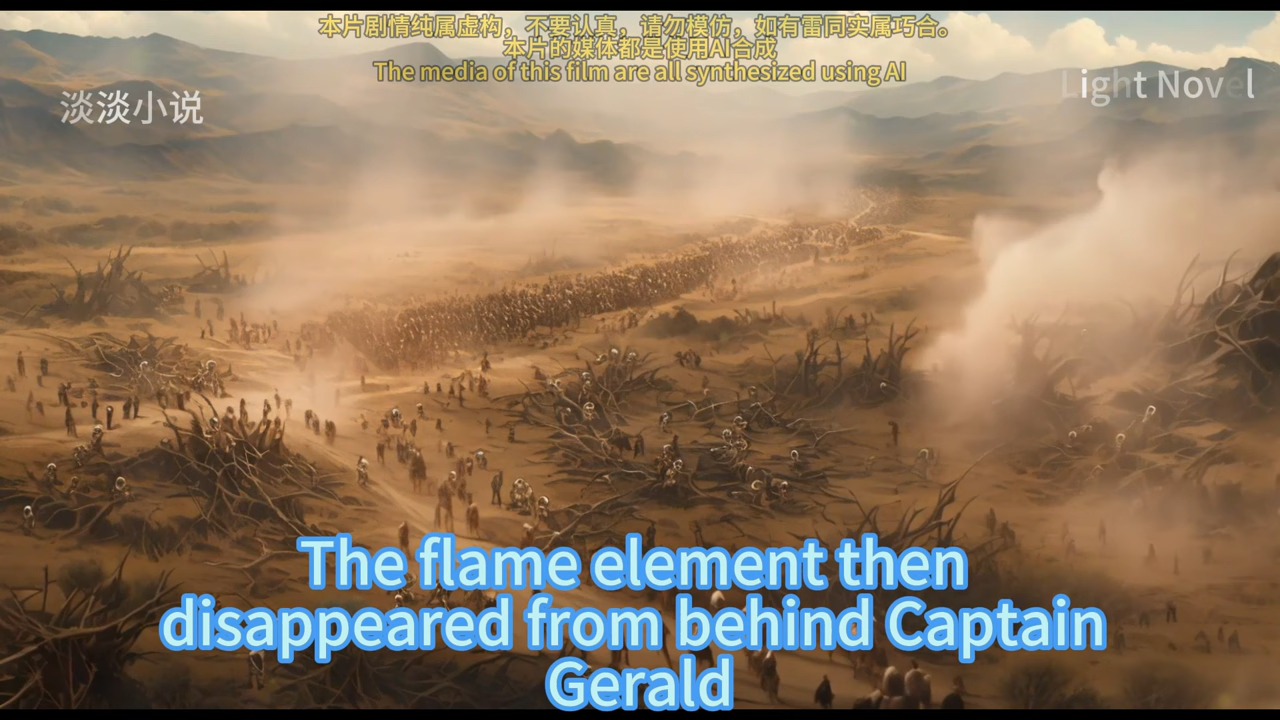 本片剧情纯属虚构，不要认真，请勿模仿，如有雷同实属巧合。
本片的媒体都是使用AI合成
The media of this film are all synthesized using AI
淡淡小说
Light Novel
The flame element then
disappeared from behind Captain
Gerald